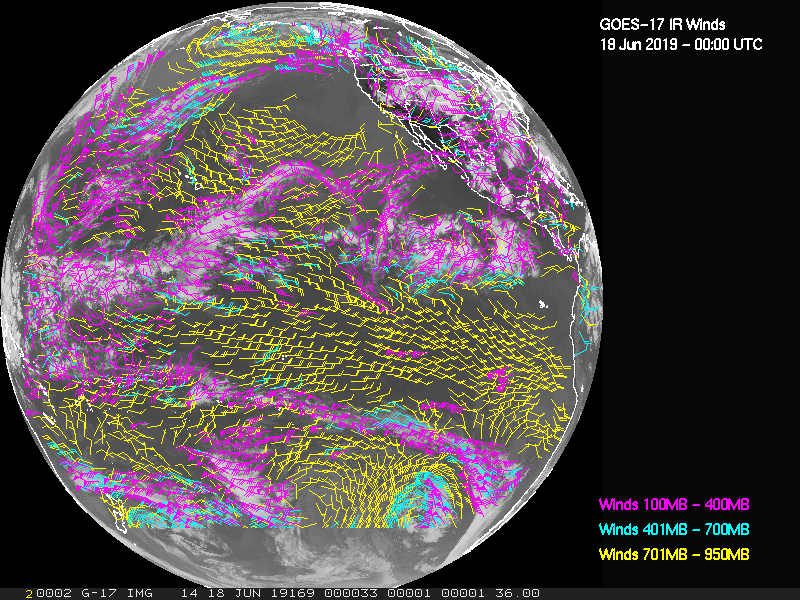 GOES-17 IR Winds
18 Jun 2019 - 00:00 UTC
Winds 100MB - 400MB
Winds 401MB - 700MB
Winds 701MB - 950MB
2 0002 G-17 IMG 14 18 JUN 19169 000033 00001 00001 36.00